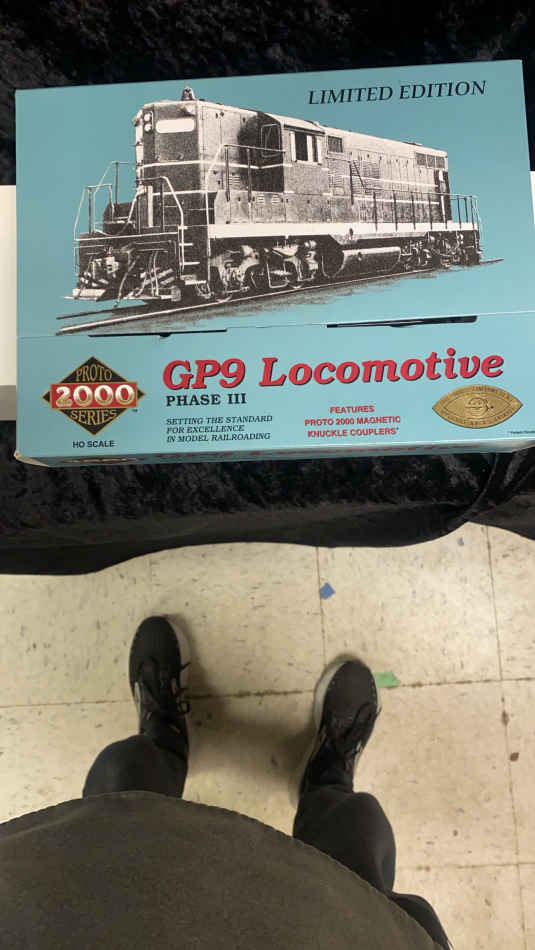 LIMITED EDITION
GP9 Locomotive
PHASE III
PROTO
2000
SERIES
™
HO SCALE
SETTING THE STANDARD
FOR EXCELLENCE
IN MODEL RAILROADING
FEATURES
PROTO 2000 MAGNETIC
KNUCKLE COUPLERS*